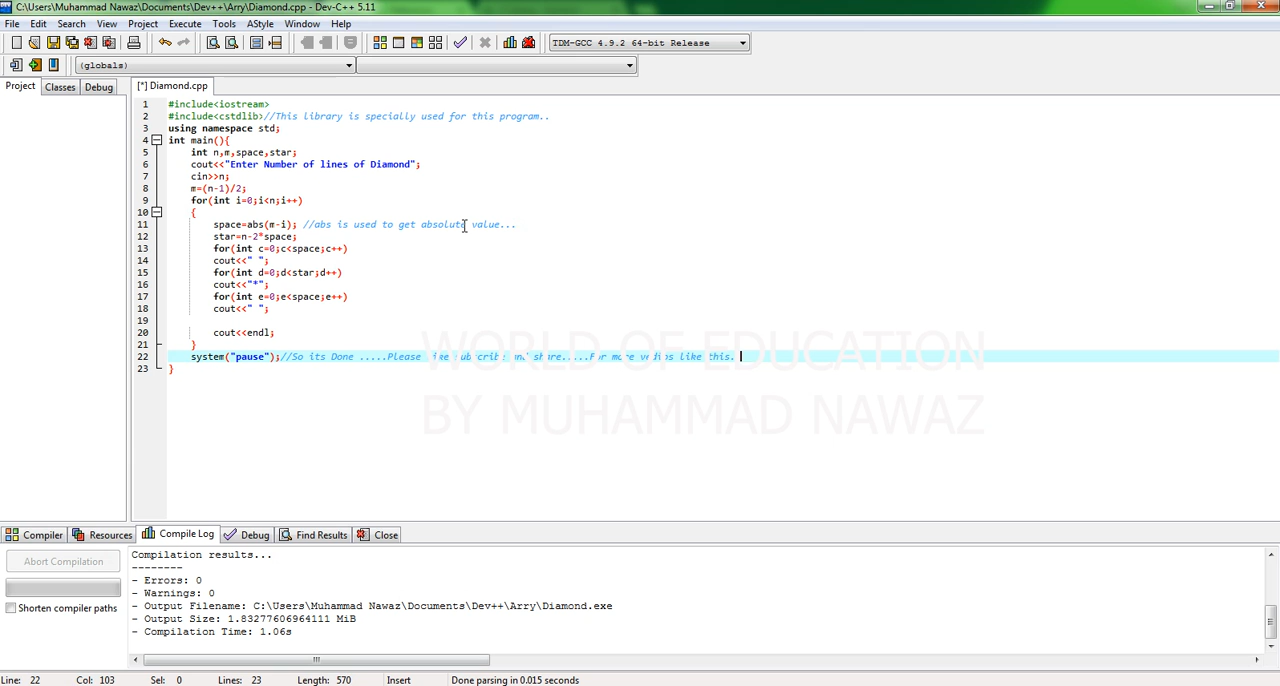 C:\Users\Muhammad Nawaz\Documents\Dev++\Arry\Diamond.cpp - Dev-C++ 5.11
File Edit Search View Project Execute Tools AStyle Window Help
TDM-GCC 4.9.2 64-bit Release
(globals)
Project Classes Debug
[*] Diamond.cpp
1 #include<iostream>
2 #include<cstdlib>//This library is specially used for this program..
3 using namespace std;
4 int main(){
5 int n,m,space,star;
6 cout<<"Enter Number of lines of Diamond";
7 cin>>n;
8 m=(n-1)/2;
9 for(int i=0;i<n;i++)
10 {
11 space=abs(m-i); //abs is used to get absolute value...
12 star=n-2*space;
13 for(int c=0;c<space;c++)
14 cout<<" ";
15 for(int d=0;d<star;d++)
16 cout<<"*";
17 for(int e=0;e<space;e++)
18 cout<<" ";
19
20 cout<<endl;
21 }
22 system("pause");//So its Done .....Please and share.....For more like this.
23 }
WORLD OF EDUCATION
BY MUHAMMAD NAWAZ
Compiler Resources Compile Log Debug Find Results Close
Abort Compilation
Shorten compiler paths
Compilation results...
--------
- Errors: 0
- Warnings: 0
- Output Filename: C:\Users\Muhammad Nawaz\Documents\Dev++\Arry\Diamond.exe
- Output Size: 1.83277606964111 MiB
- Compilation Time: 1.06s
Line: 22 Col: 103 Sel: 0 Lines: 23 Length: 570 Insert Done parsing in 0.015 seconds